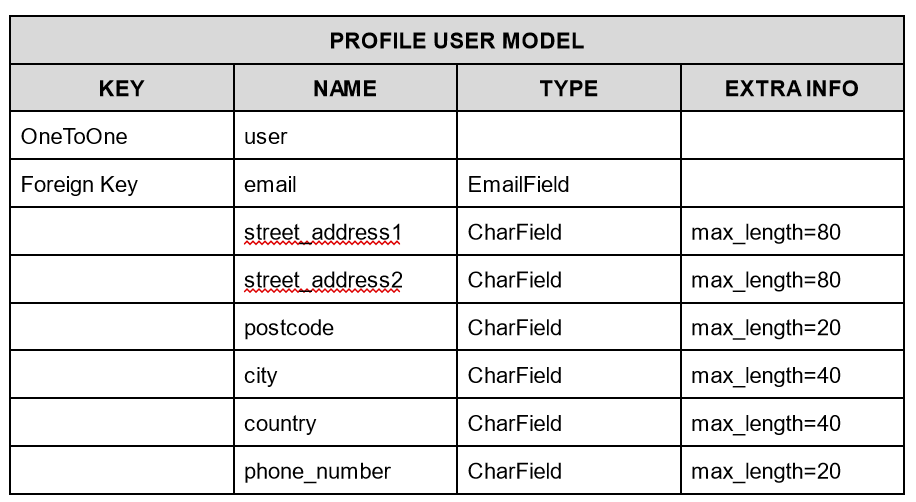 PROFILE USER MODEL
KEY NAME TYPE EXTRA INFO
OneToOne user
Foreign Key email EmailField
street_address1 CharField max_length=80
street_address2 CharField max_length=80
postcode CharField max_length=20
city CharField max_length=40
country CharField max_length=40
phone_number CharField max_length=20